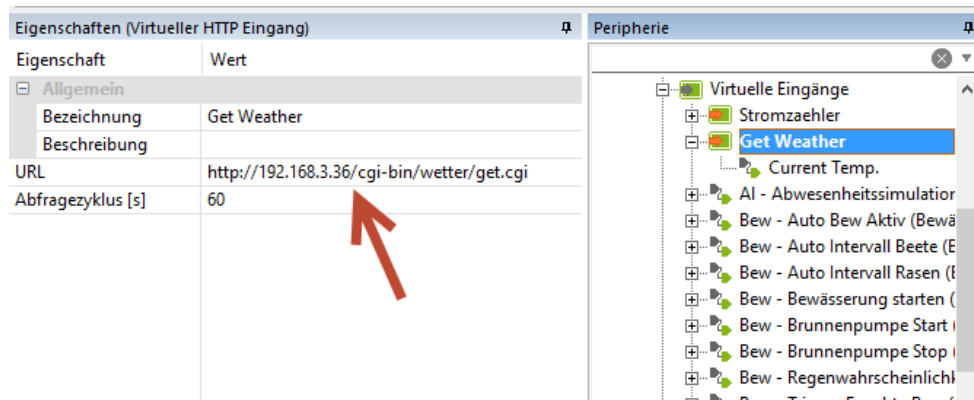 Eigenschaften (Virtueller HTTP Eingang)
Eigenschaft Wert
Allgemein
Bezeichnung Get Weather
Beschreibung
URL http://192.168.3.36/cgi-bin/wetter/get.cgi
Abfragezyklus [s] 60
Peripherie
Virtuelle Eingänge
Stromzaehler
Get Weather
Current Temp.
AI - Abwesenheitssimulation
Bew - Auto Bew Aktiv (Bewä
Bew - Auto Intervall Beete (
Bew - Auto Intervall Rasen (
Bew - Bewässerung starten (
Bew - Brunnenpumpe Start
Bew - Brunnenpumpe Stop
Bew - Regenwahrscheinlich